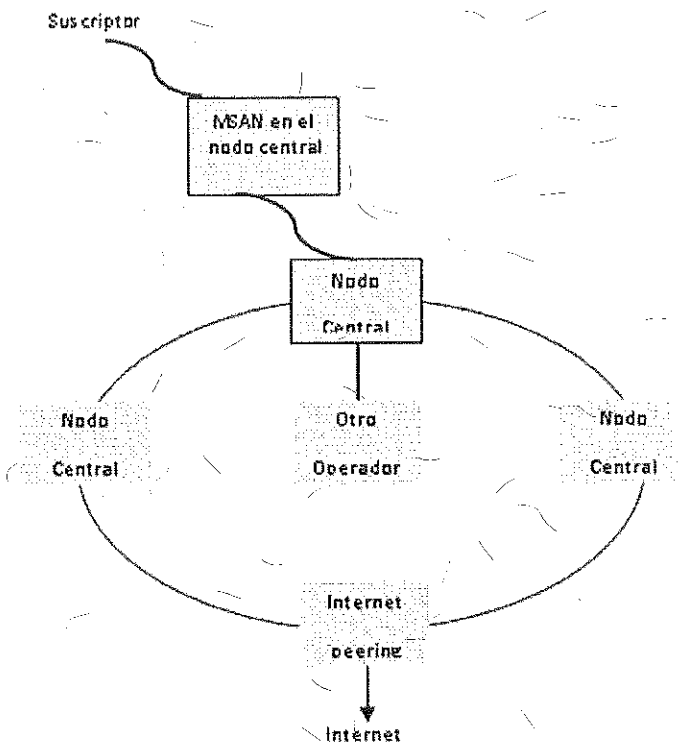 Suscriptor
MSAN en el
nodo central
Nodo
Central
Nodo
Central
Otro
Operador
Nodo
Central
Internet
peering
Internet